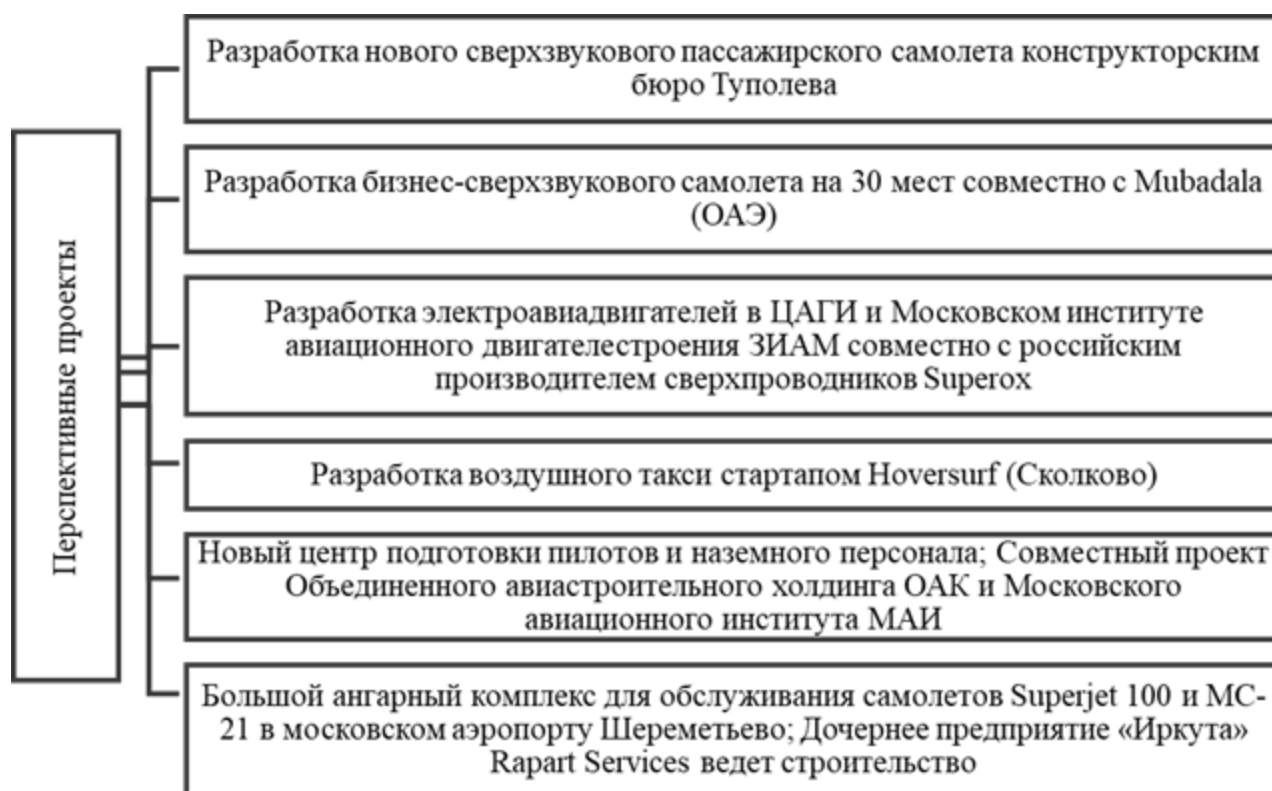 Перспективные проекты
Разработка нового сверхзвукового пассажирского самолета конструкторским
бюро Туполева
Разработка бизнес-сверхзвукового самолета на 30 мест совместно с Mubadala
(ОАЭ)
Разработка электроавиадвигателей в ЦАГИ и Московском институте
авиационного двигателестроения ЗИАМ совместно с российским
производителем сверхпроводников Superox
Разработка воздушного такси стартапом Hoversurf (Сколково)
Новый центр подготовки пилотов и наземного персонала; Совместный проект
Объединенного авиастроительного холдинга ОАК и Московского
авиационного института МАИ
Большой ангарный комплекс для обслуживания самолетов Superjet 100 и МС-
21 в московском аэропорту Шереметьево; Дочернее предприятие «Иркута»
Rapart Services ведет строительство